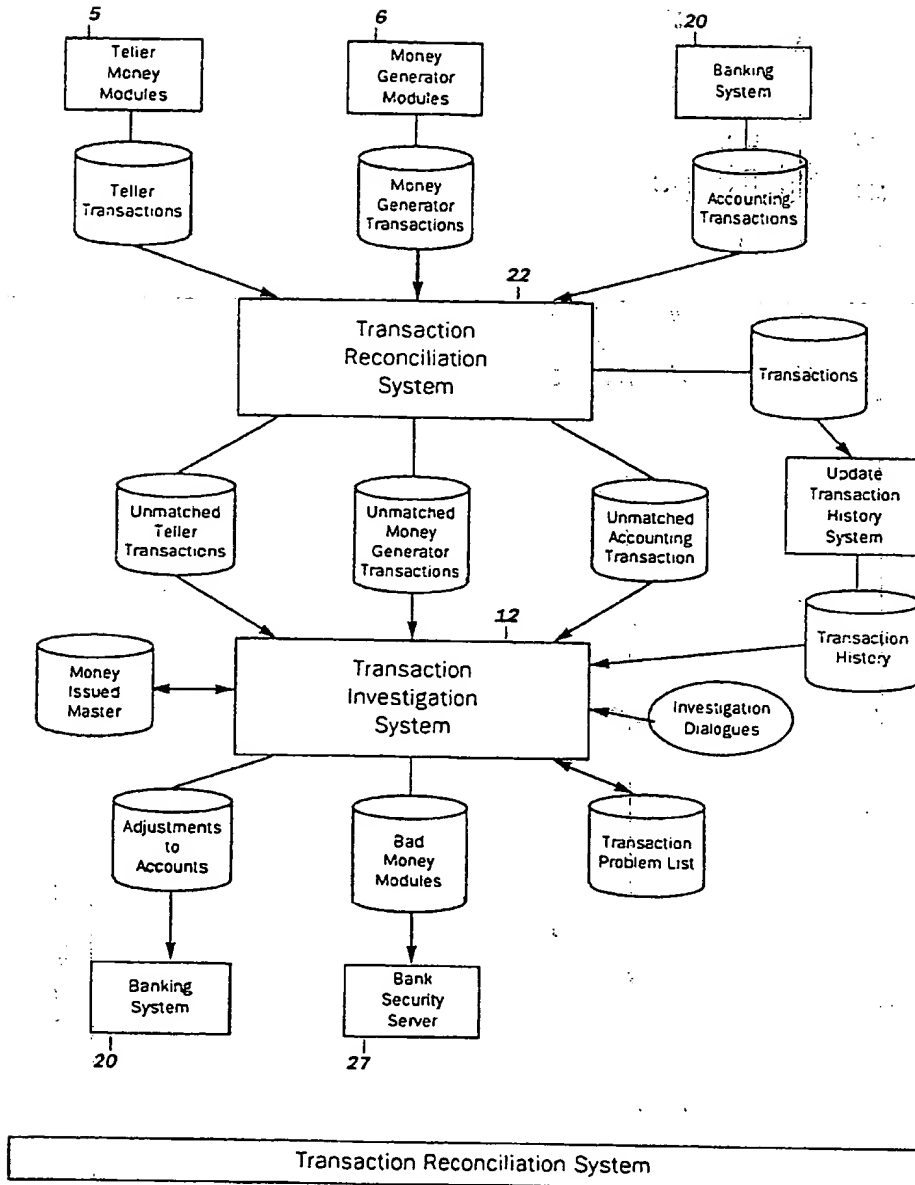 5
6
20
Teller
Money
Modules
Money
Generator
Modules
Banking
System
Teller
Transactions
Money
Generator
Transactions
Accounting
Transactions
22
Transaction
Reconciliation
System
Transactions
Unmatched
Teller
Transactions
Unmatched
Money
Generator
Transactions
Unmatched
Accounting
Transaction
Update
Transaction
History
System
12
Transaction
History
Money
Issued
Master
Transaction
Investigation
System
Investigation
Dialogues
Adjustments
to
Accounts
Bad
Money
Modules
Transaction
Problem List
Banking
System
Bank
Security
Server
20
27
Transaction Reconciliation System